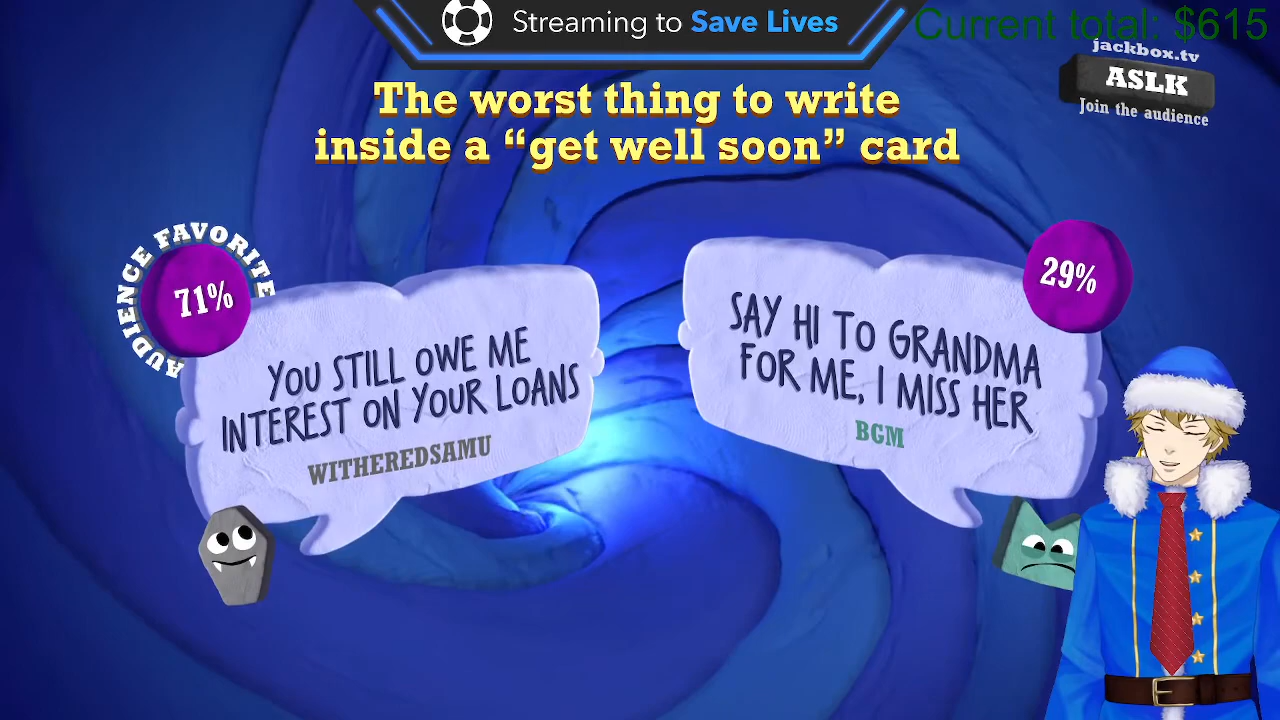 Streaming to Save Lives
Current total: $615
jackbox.tv
ASLK
Join the audience
The worst thing to write
inside a “get well soon” card
AUDIENCE FAVORITE
71%
YOU STILL OWE ME
INTEREST ON YOUR LOANS
WITHEREDSAMU
29%
SAY HI TO GRANDMA
FOR ME, I MISS HER
BGM